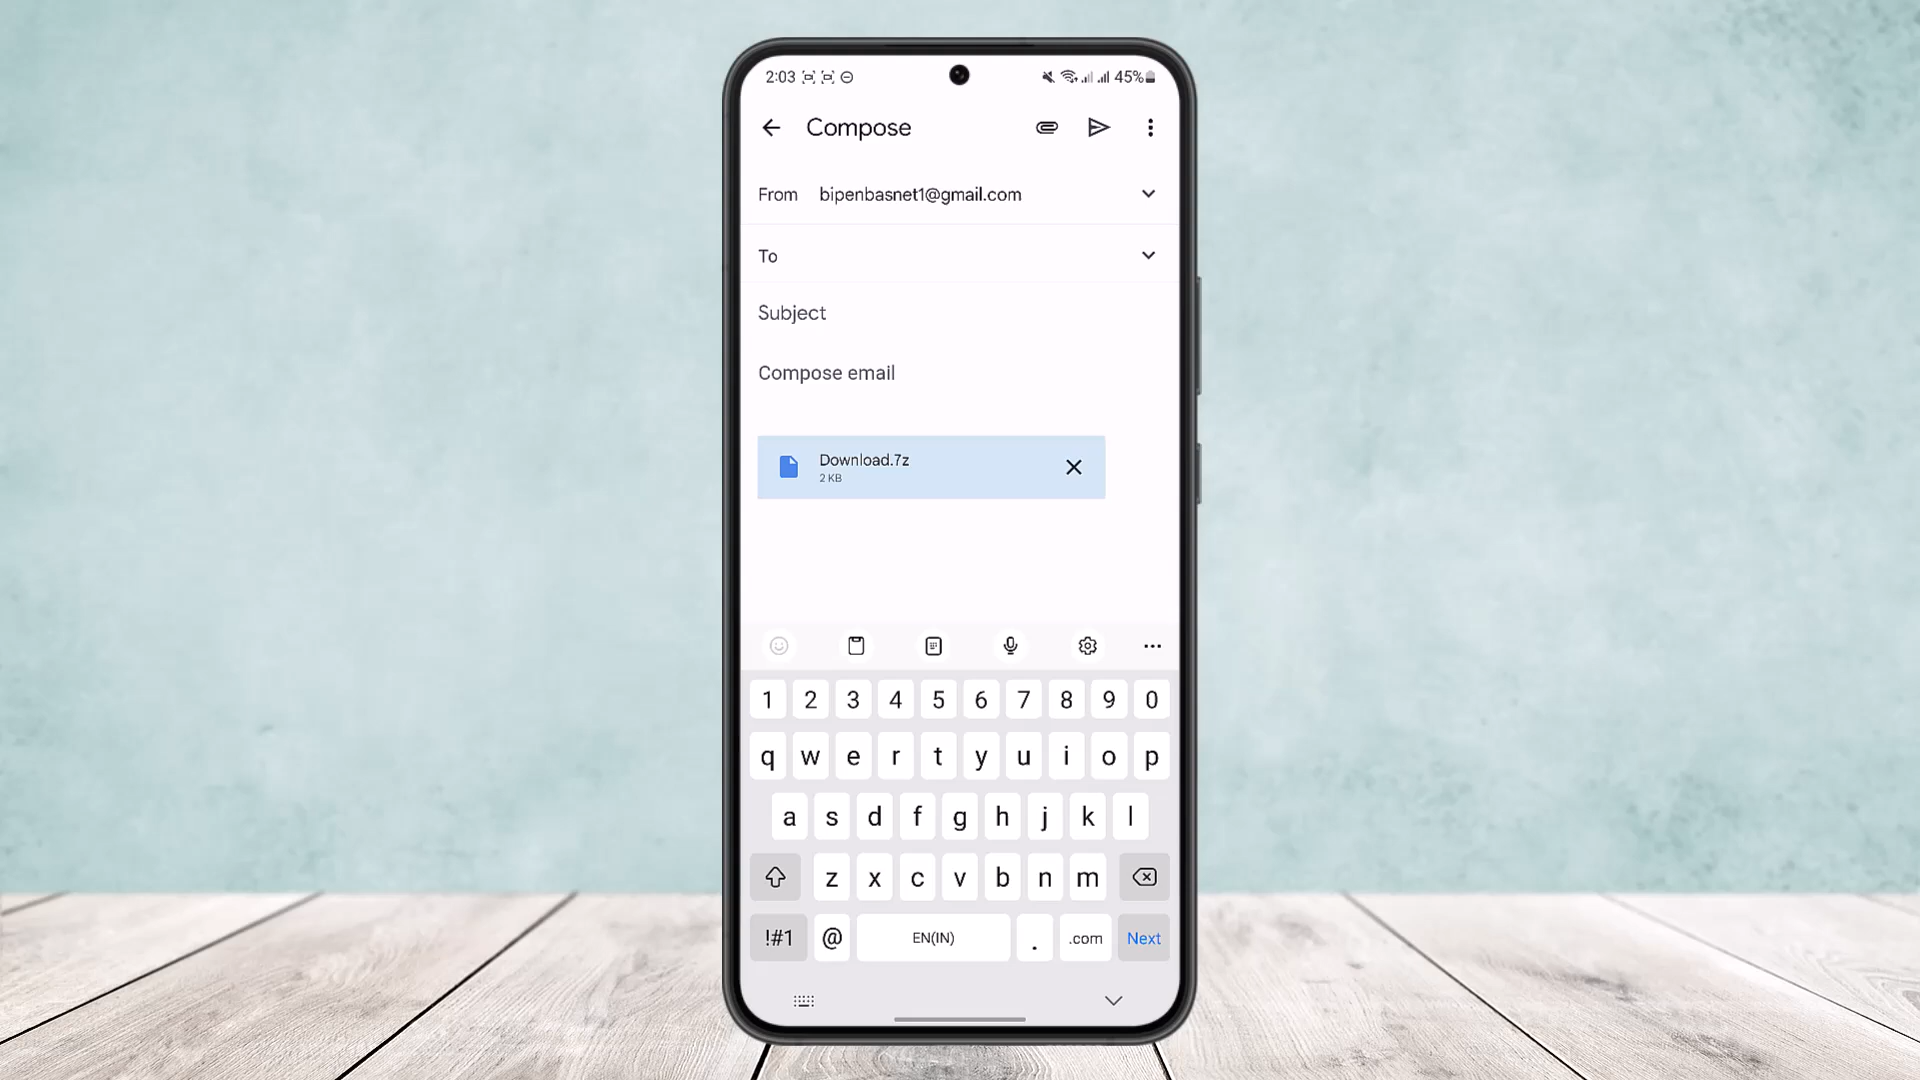 2:03 45%
Compose
From bipenbasnet1@gmail.com
To
Subject
Compose email
Download.7z
2 KB
1 2 3 4 5 6 7 8 9 0
q w e r t y u i o p
a s d f g h j k l
z x c v b n m
!#1 @ EN(IN) . .com Next